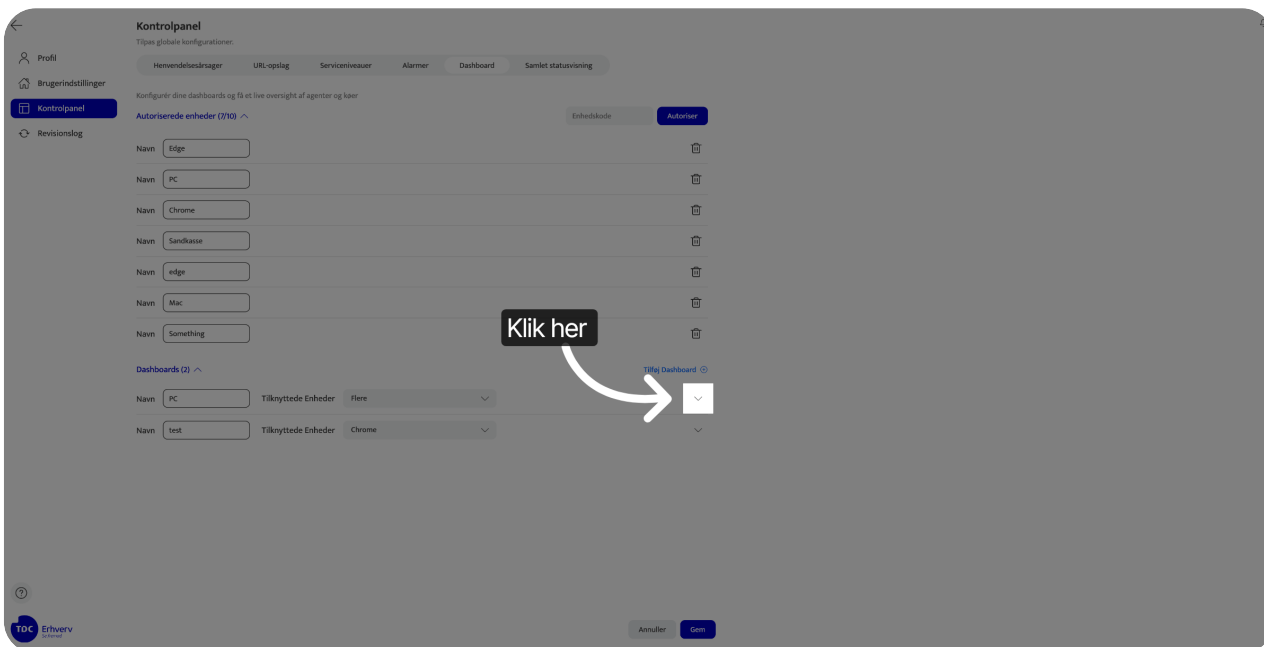 Kontrolpanel
Tilpas globale konfigurationer.
Profil
Brugerindstillinger
Kontrolpanel
Revisionslog
Henvendelsesårsager URL-opslag Serviceniveauer Alarmer Dashboard Samlet statusvisning
Konfigurér dine dashboards og få et live oversight af agenter og køer
Autoriserede enheder (7/10) Enhedskode Autoriser
Navn Edge
Navn PC
Navn Chrome
Navn Sandkasse
Navn edge
Navn Mac
Navn Something
Klik her
Dashboards (2) Tilføj Dashboard
Navn PC Tilknyttede Enheder Flere
Navn test Tilknyttede Enheder Chrome
TDC Erhverv
Annuller Gem